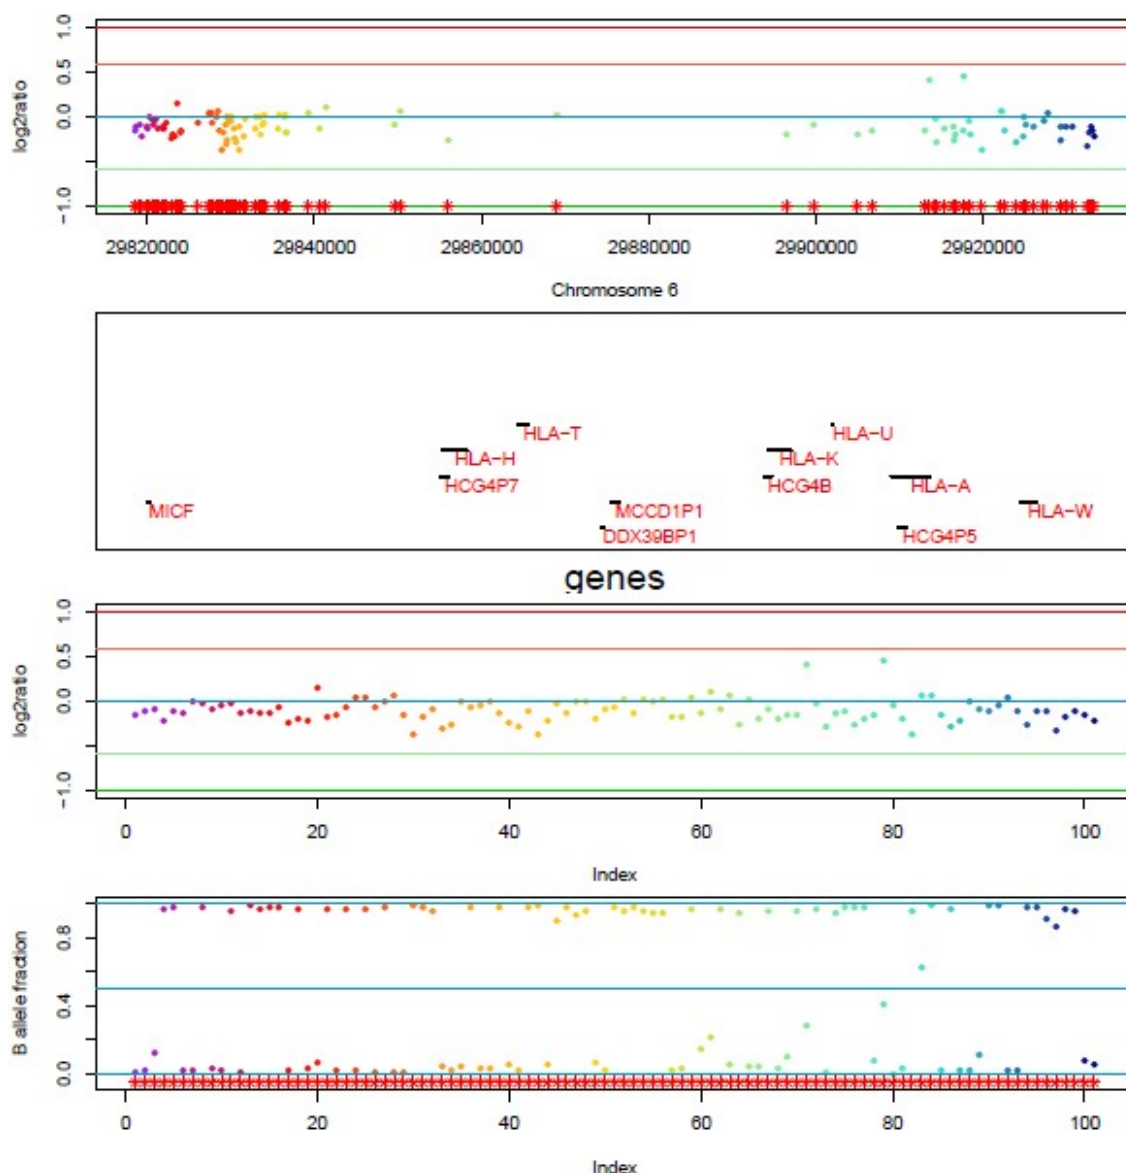 log2ratio
1.0
0.5
0.0
-1.0
29820000 29840000 29860000 29880000 29900000 29920000
Chromosome 6
HLA-T HLA-U
HLA-H HLA-K
HCG4P7 HCG4B HLA-A
MICF MCCD1P1 HLA-W
DDX39BP1 HCG4P5
genes
log2ratio
1.0
0.5
0.0
-1.0
0 20 40 60 80 100
Index
B allele fraction
0.8
0.4
0.0
0 20 40 60 80 100
Index